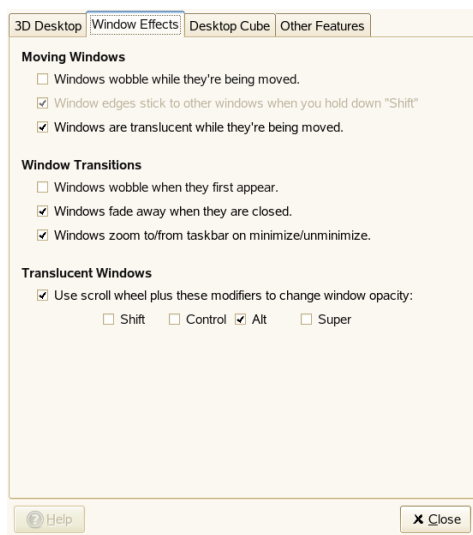 3D Desktop Window Effects Desktop Cube Other Features
Moving Windows
Windows wobble while they're being moved.
Window edges stick to other windows when you hold down "Shift"
Windows are translucent while they're being moved.
Window Transitions
Windows wobble when they first appear.
Windows fade away when they are closed.
Windows zoom to/from taskbar on minimize/unminimize.
Translucent Windows
Use scroll wheel plus these modifiers to change window opacity:
Shift Control Alt Super
Help Close